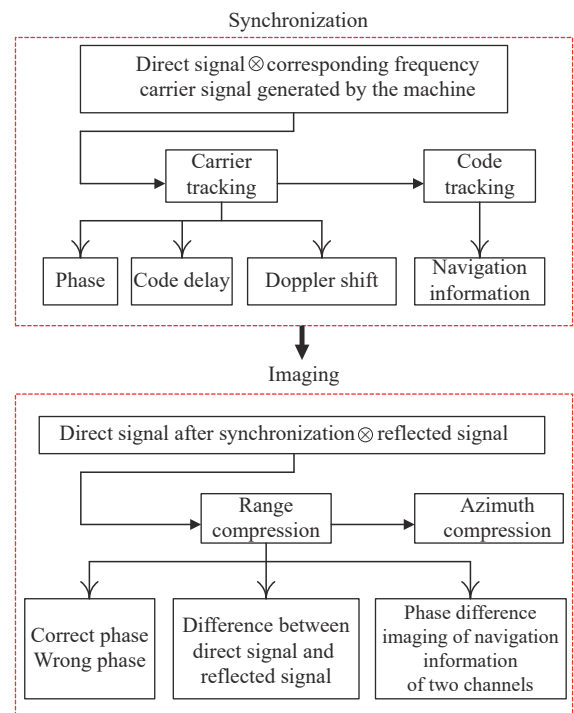 Synchronization
Direct signal⊗corresponding frequency
carrier signal generated by the machine
Carrier
tracking
Code
tracking
Phase
Code delay
Doppler shift
Navigation
information
Imaging
Direct signal after synchronization⊗ reflected signal
Range
compression
Azimuth
compression
Correct phase
Wrong phase
Difference between
direct signal and
reflected signal
Phase difference
imaging of navigation
information
of two channels